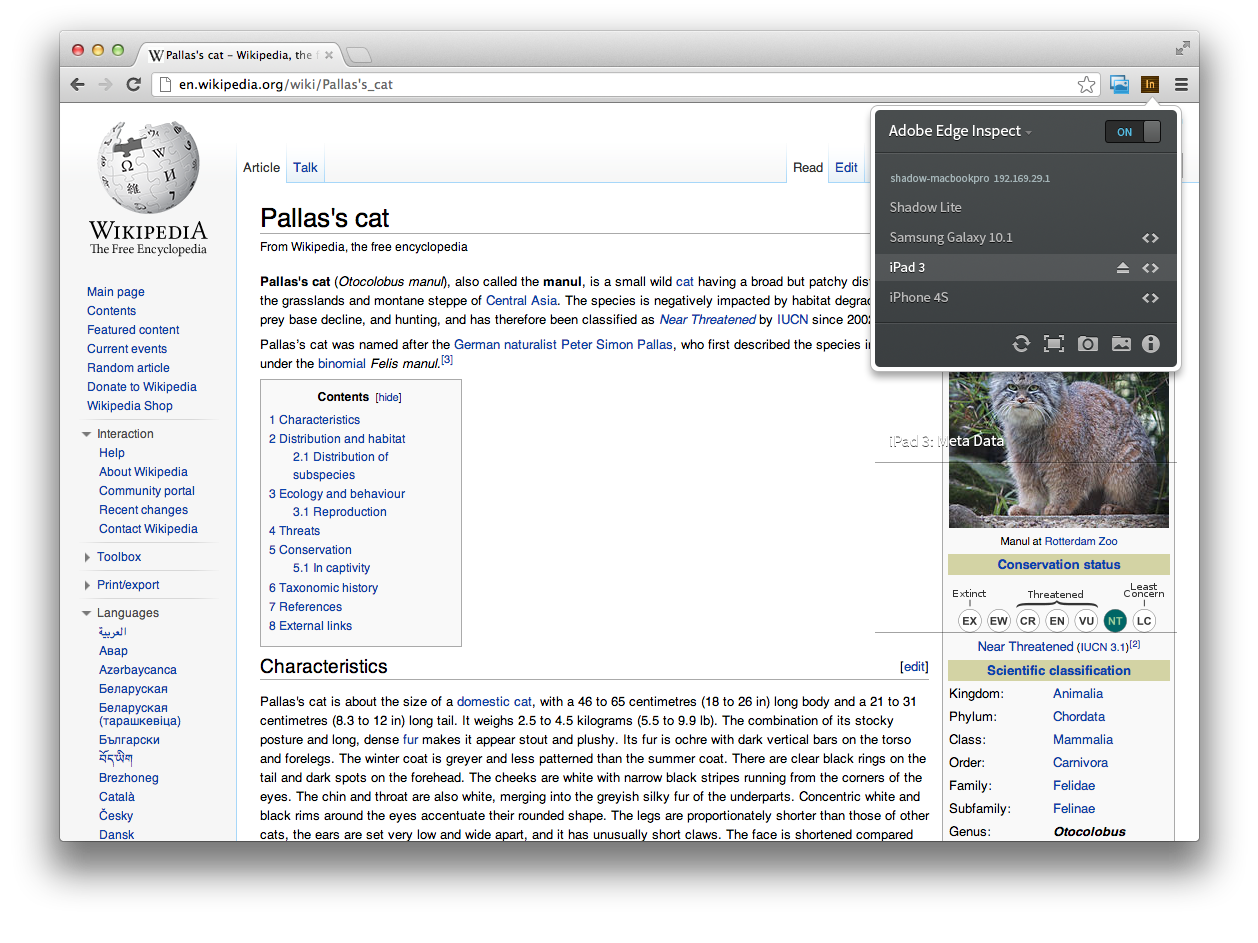 Pallas's cat – Wikipedia, the f
en.wikipedia.org/wiki/Pallas's_cat
In
Adobe Edge Inspect
ON
shadow-macbookpro 192.169.29.1
Shadow Lite
Samsung Galaxy 10.1
iPad 3
iPhone 4S
WIKIPEDIA
The Free Encyclopedia
Main page
Contents
Featured content
Current events
Random article
Donate to Wikipedia
Wikipedia Shop
Interaction
Help
About Wikipedia
Community portal
Recent changes
Contact Wikipedia
Toolbox
Print/export
Languages
العربية
Авар
Azərbaycanca
Беларуская
Беларуская
(тарашкевіца)
Български
བོད་ཡིག
Brezhoneg
Català
Česky
Dansk
Article Talk
Read Edit
Pallas's cat
From Wikipedia, the free encyclopedia
Pallas's cat (Otocolobus manul), also called the manul, is a small wild cat having a broad but patchy dis
the grasslands and montane steppe of Central Asia. The species is negatively impacted by habitat degrad
prey base decline, and hunting, and has therefore been classified as Near Threatened by IUCN since 2002
Pallas's cat was named after the German naturalist Peter Simon Pallas, who first described the species i
under the binomial Felis manul.[3]
Contents [hide]
1 Characteristics
2 Distribution and habitat
2.1 Distribution of
subspecies
3 Ecology and behaviour
3.1 Reproduction
4 Threats
5 Conservation
5.1 In captivity
6 Taxonomic history
7 References
8 External links
Characteristics [edit]
Pallas's cat is about the size of a domestic cat, with a 46 to 65 centimetres (18 to 26 in) long body and a 21 to 31
centimetres (8.3 to 12 in) long tail. It weighs 2.5 to 4.5 kilograms (5.5 to 9.9 lb). The combination of its stocky
posture and long, dense fur makes it appear stout and plushy. Its fur is ochre with dark vertical bars on the torso
and forelegs. The winter coat is greyer and less patterned than the summer coat. There are clear black rings on the
tail and dark spots on the forehead. The cheeks are white with narrow black stripes running from the corners of the
eyes. The chin and throat are also white, merging into the greyish silky fur of the underparts. Concentric white and
black rims around the eyes accentuate their rounded shape. The legs are proportionately shorter than those of other
cats, the ears are set very low and wide apart, and it has unusually short claws. The face is shortened compared
iPad 3: Meta Data
Manul at Rotterdam Zoo
Conservation status
Extinct Threatened Least
Concern
EX EW CR EN VU NT LC
Near Threatened (IUCN 3.1)[2]
Scientific classification
Kingdom: Animalia
Phylum: Chordata
Class: Mammalia
Order: Carnivora
Family: Felidae
Subfamily: Felinae
Genus: Otocolobus